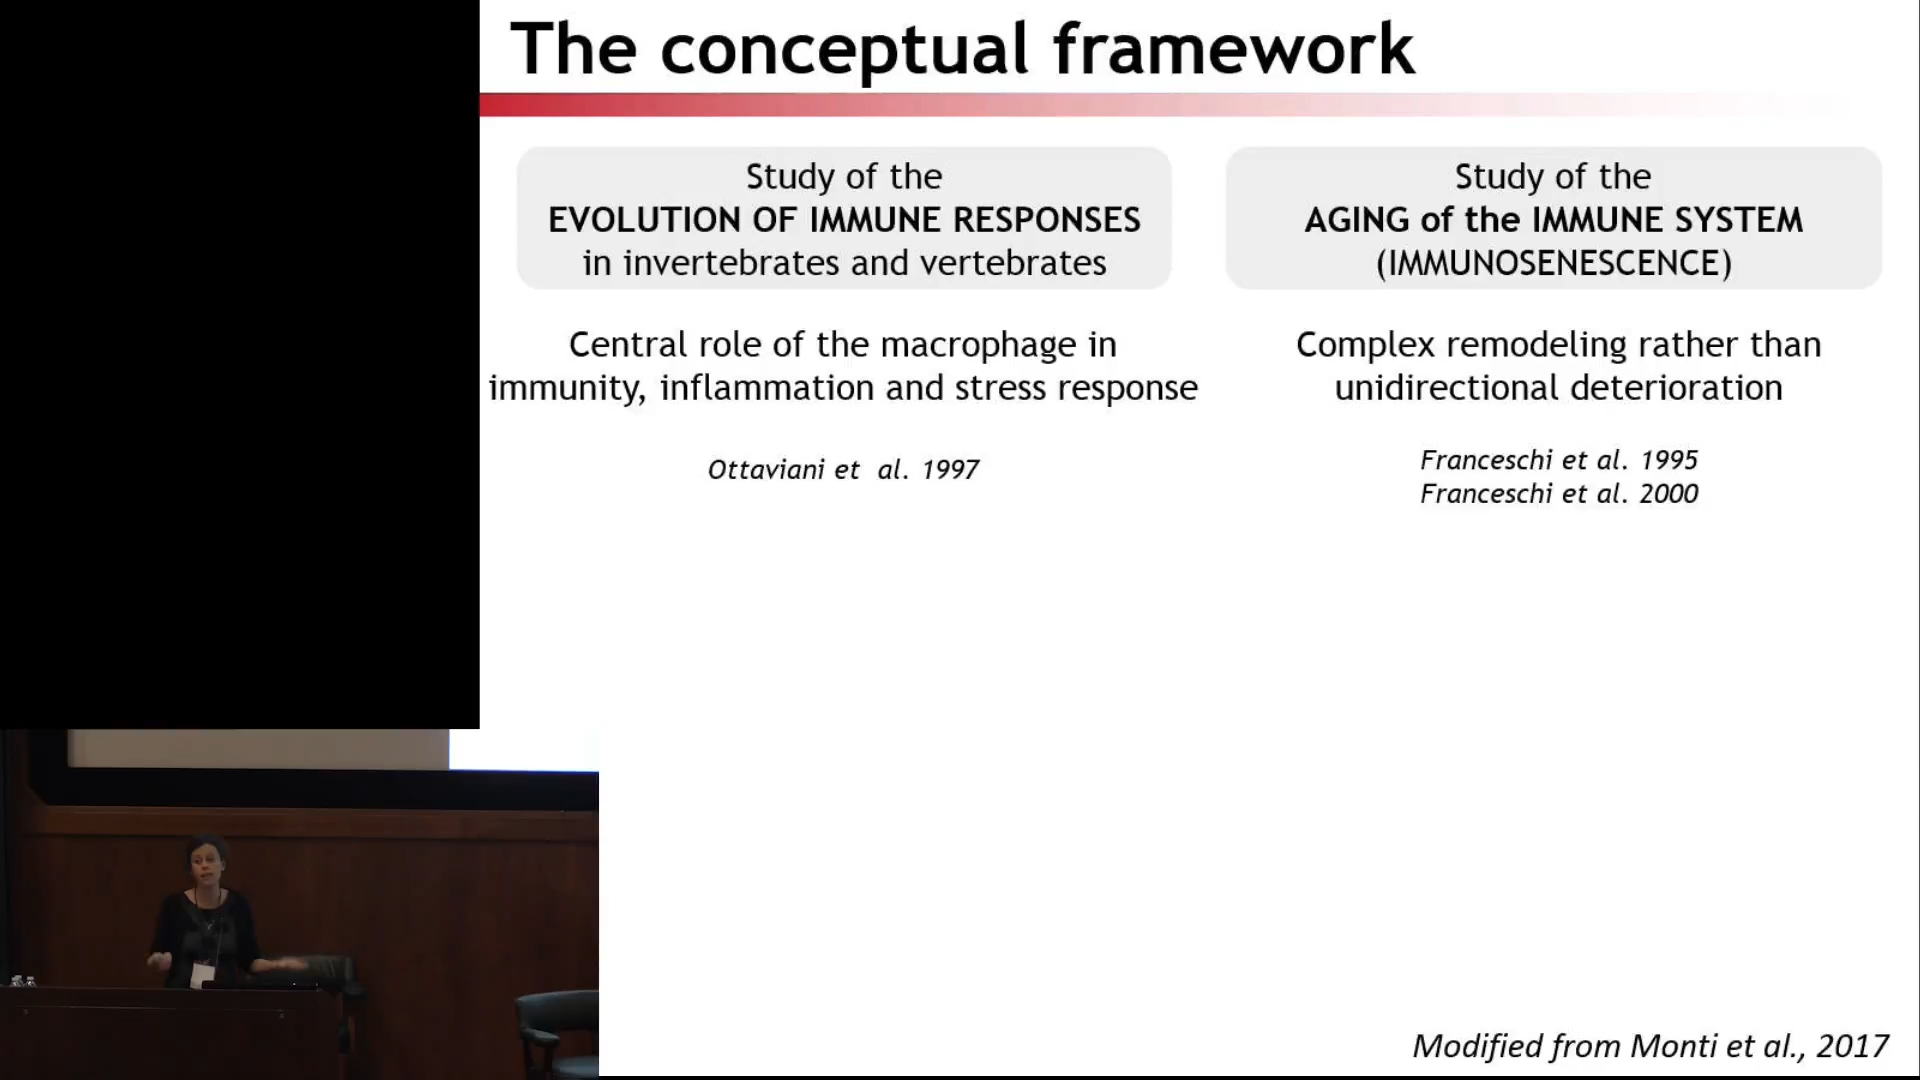 The conceptual framework
Study of the
EVOLUTION OF IMMUNE RESPONSES
in invertebrates and vertebrates
Central role of the macrophage in
immunity, inflammation and stress response
Ottaviani et al. 1997
Study of the
AGING of the IMMUNE SYSTEM
(IMMUNOSENESCENCE)
Complex remodeling rather than
unidirectional deterioration
Franceschi et al. 1995
Franceschi et al. 2000
Modified from Monti et al., 2017